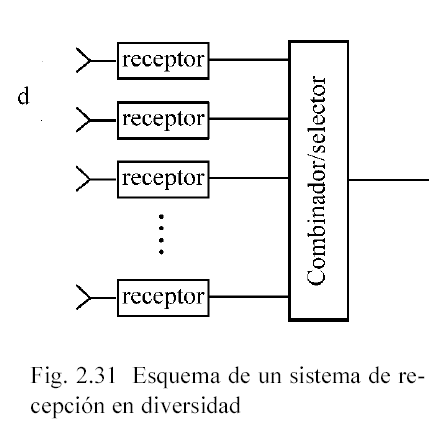 receptor
d
receptor
receptor
receptor
Combinador/selector
Fig. 2.31 Esquema de un sistema de re-
cepción en diversidad